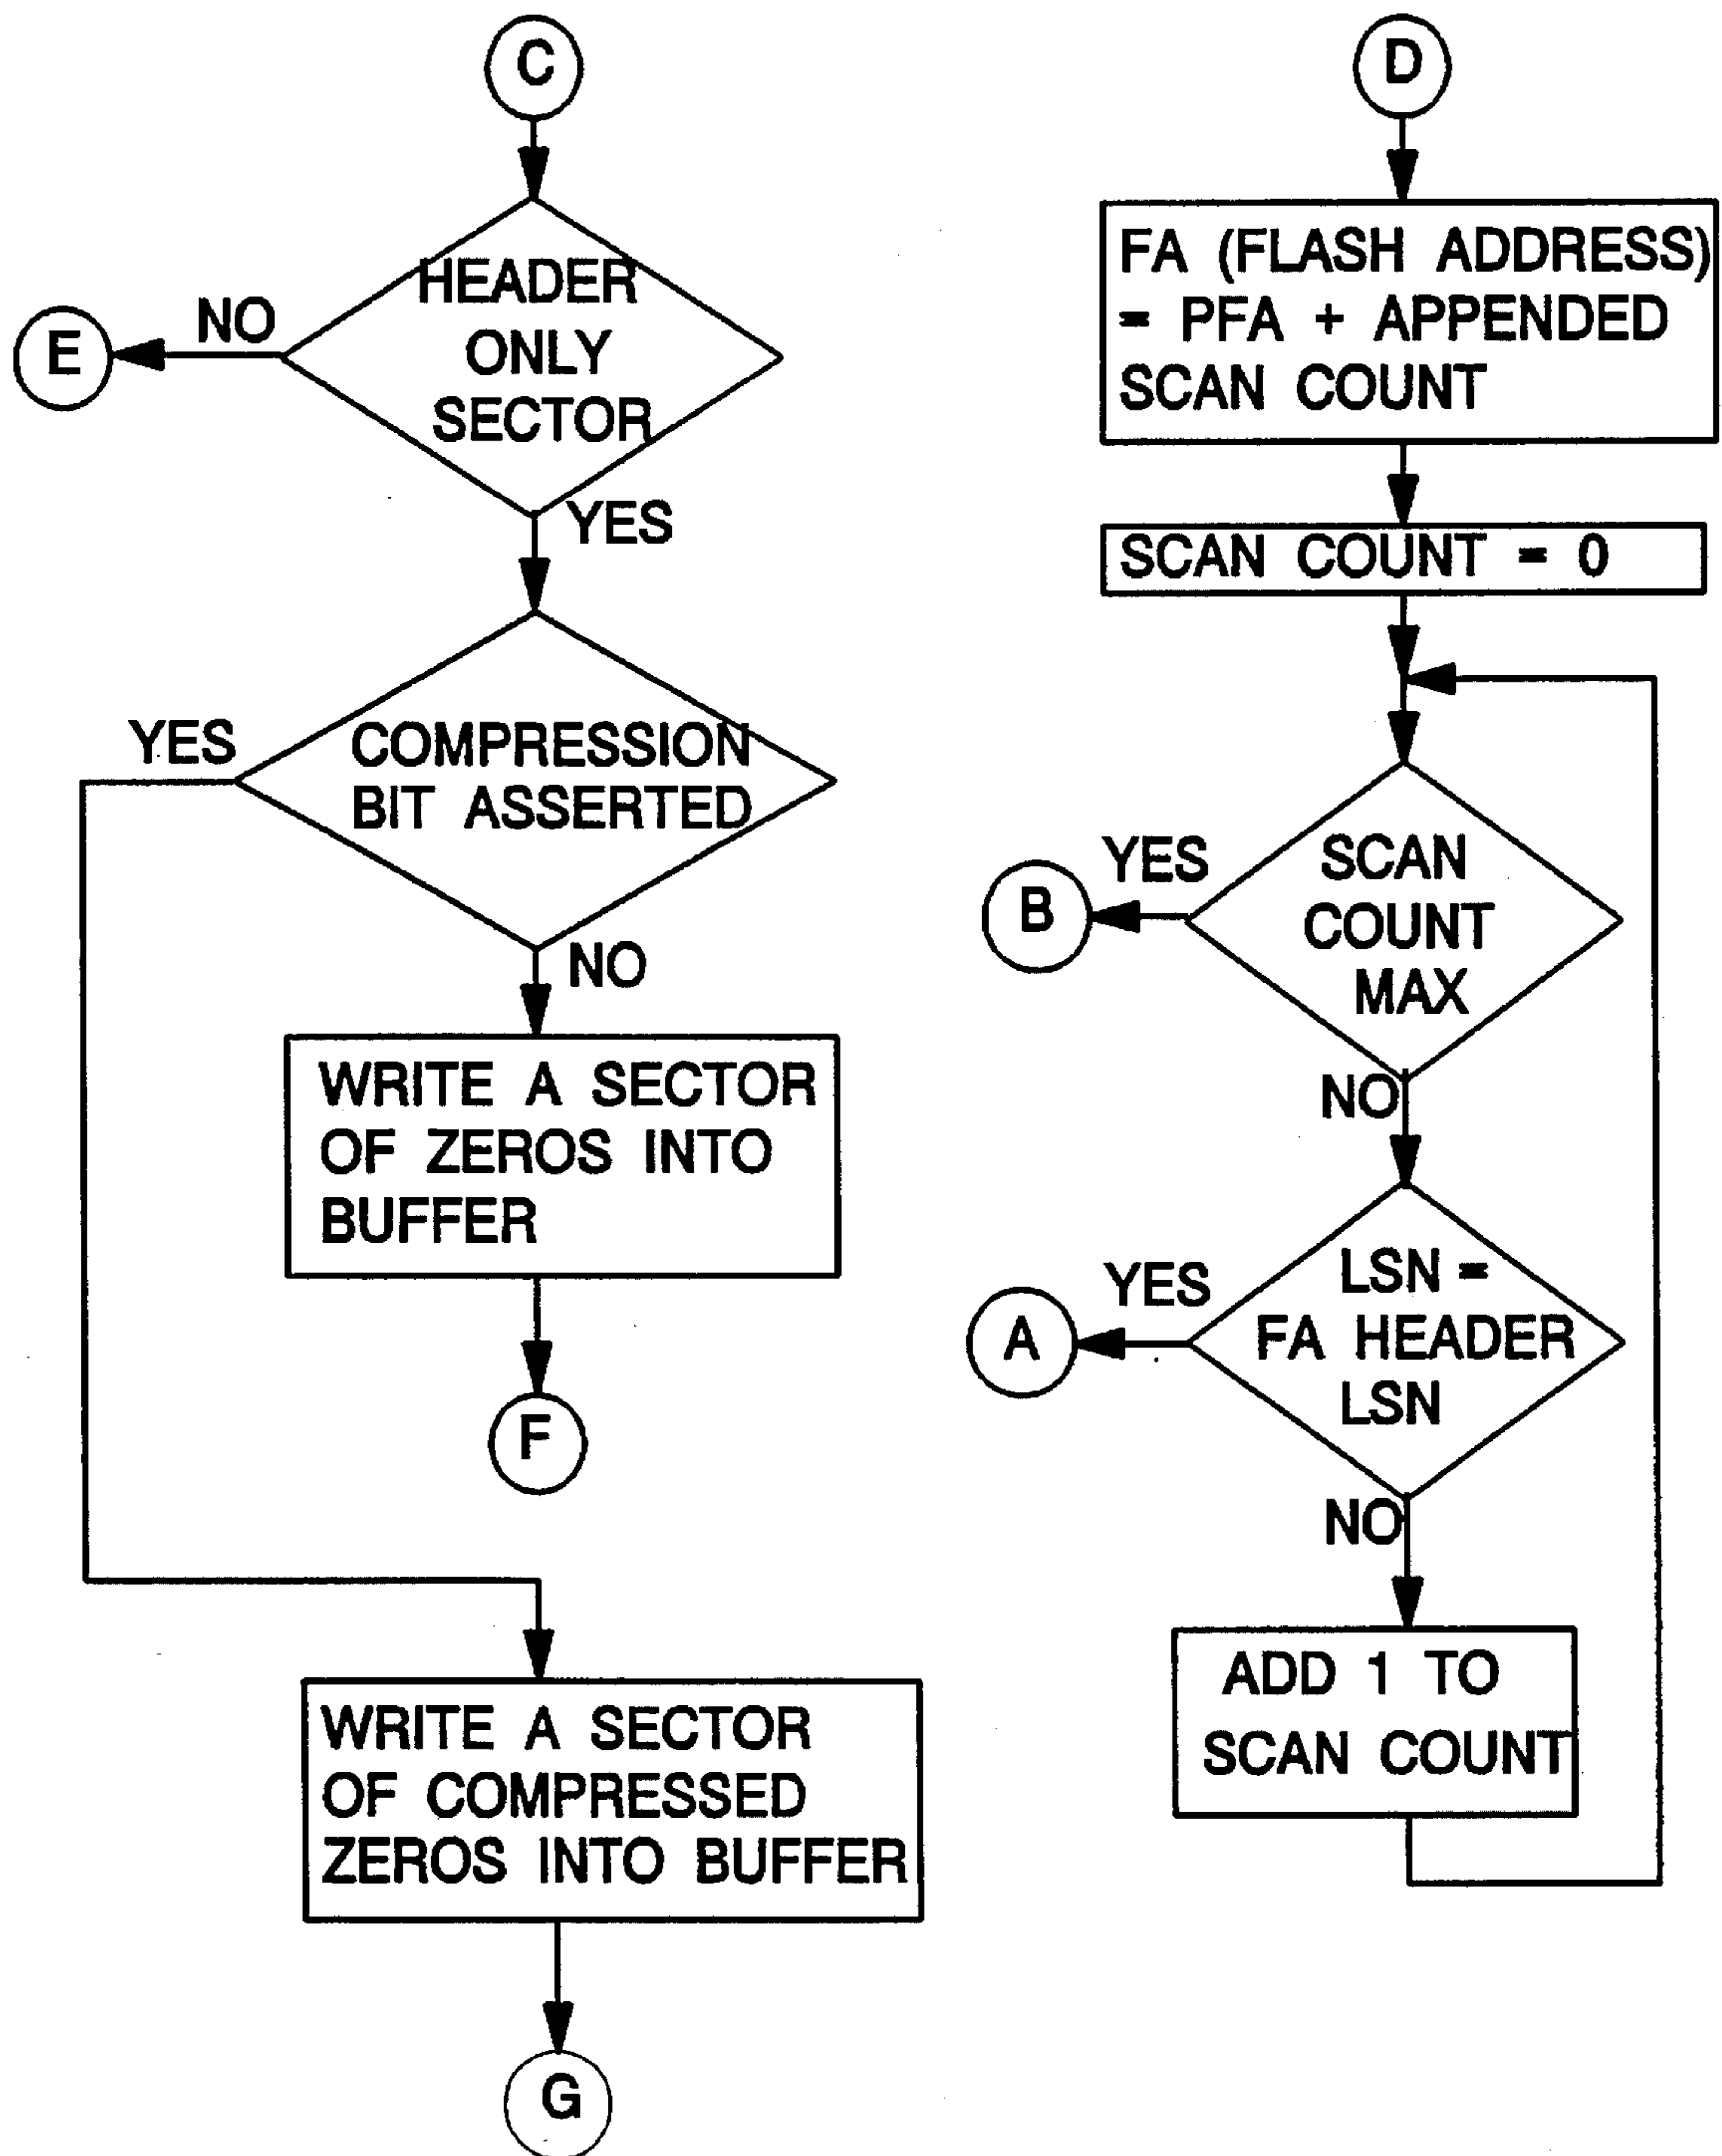 C
HEADER
ONLY
SECTOR
NO
E
YES
COMPRESSION
BIT ASSERTED
YES
NO
WRITE A SECTOR
OF ZEROS INTO
BUFFER
F
WRITE A SECTOR
OF COMPRESSED
ZEROS INTO BUFFER
G
D
FA (FLASH ADDRESS)
= PFA + APPENDED
SCAN COUNT
SCAN COUNT = 0
SCAN
COUNT
MAX
YES
B
NO
LSN =
FA HEADER
LSN
YES
A
NO
ADD 1 TO
SCAN COUNT